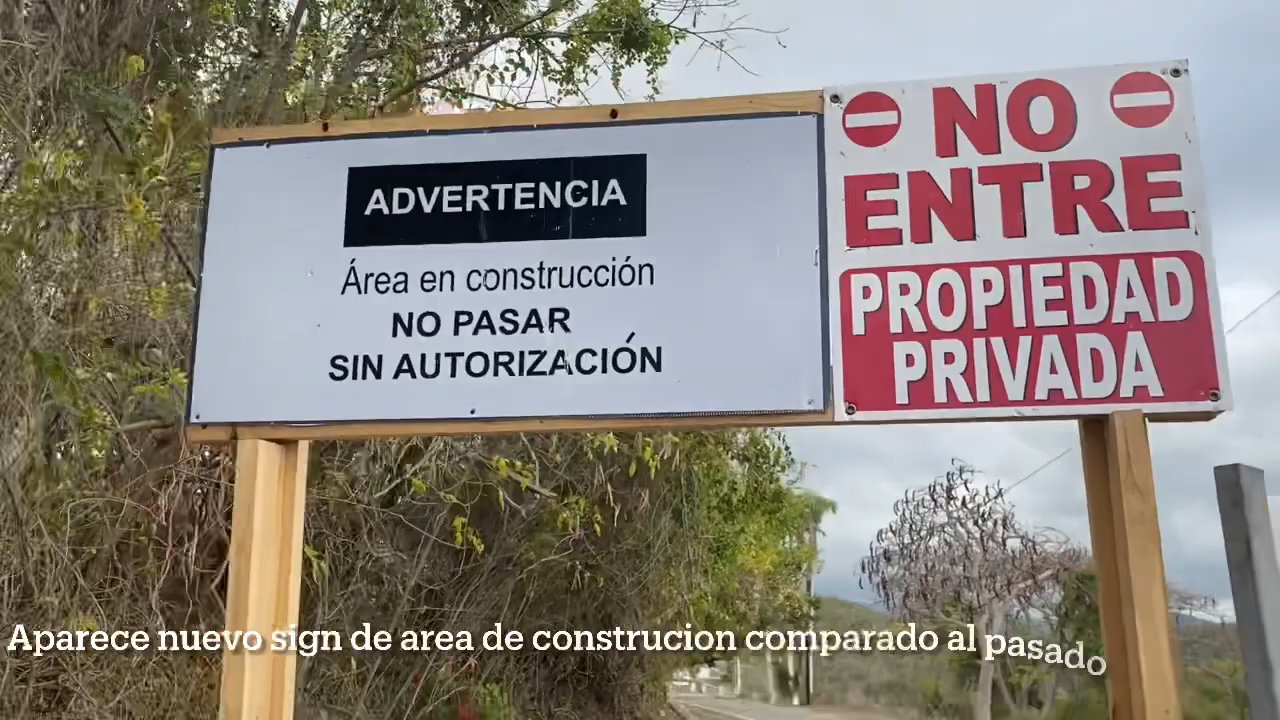 ADVERTENCIA
Área en construcción
NO PASAR
SIN AUTORIZACIÓN
NO
ENTRE
PROPIEDAD
PRIVADA
Aparece nuevo sign de area de construcion comparado al pasado